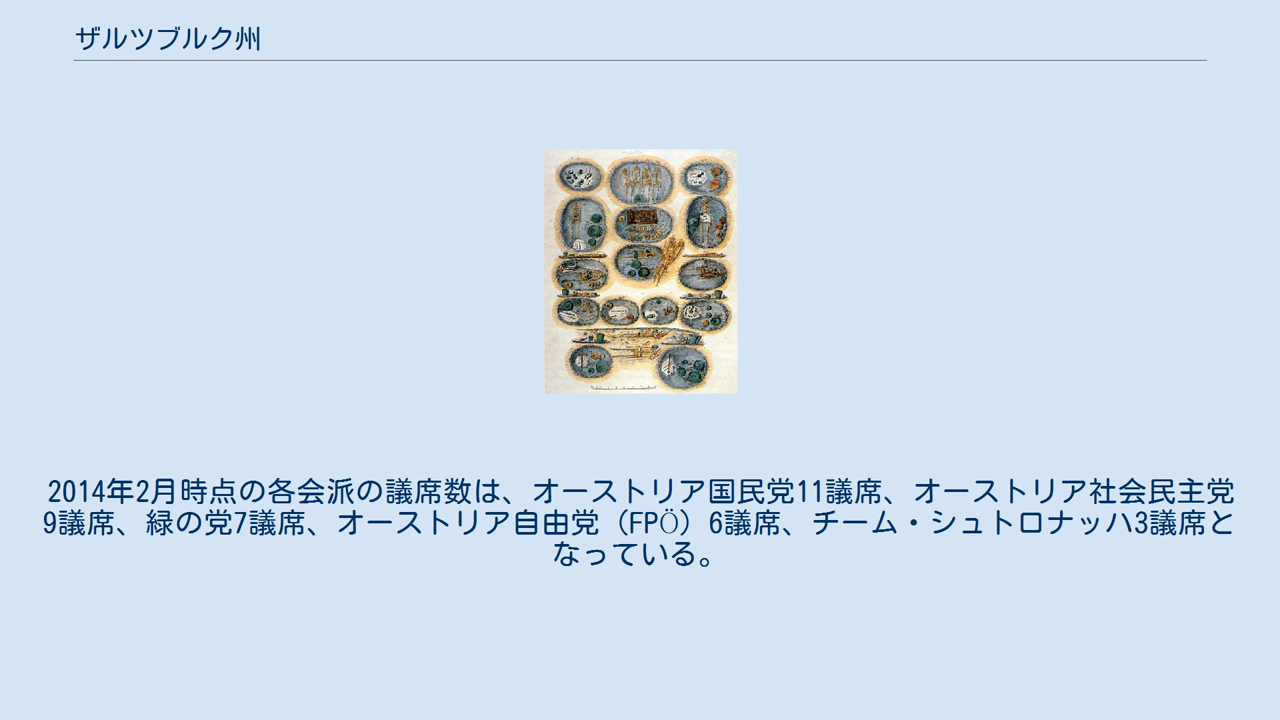 ザルツブルク州
2014年2月時点の各会派の議席数は、オーストリア国民党11議席、オーストリア社会民主党
9議席、緑の党7議席、オーストリア自由党（FPÖ）6議席、チーム・シュトロナッハ3議席と
なっている。